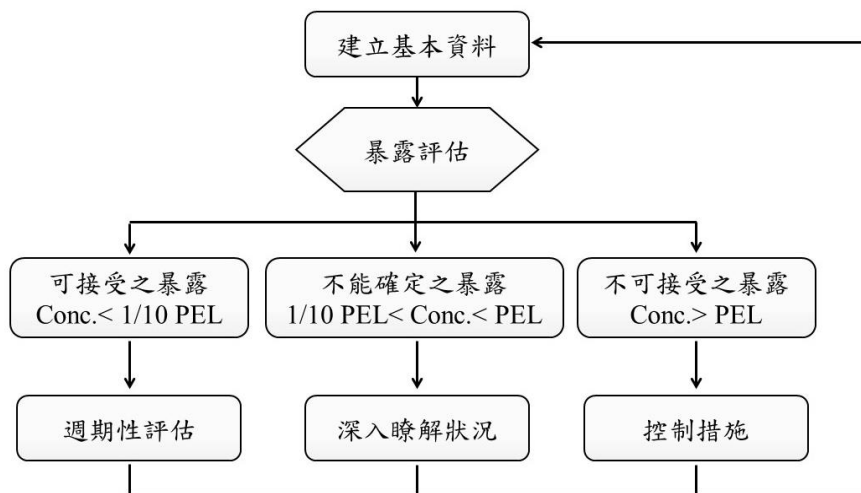 建立基本資料
暴露評估
可接受之暴露
Conc.< 1/10 PEL
不能確定之暴露
1/10 PEL< Conc.< PEL
不可接受之暴露
Conc.> PEL
週期性評估
深入瞭解狀況
控制措施